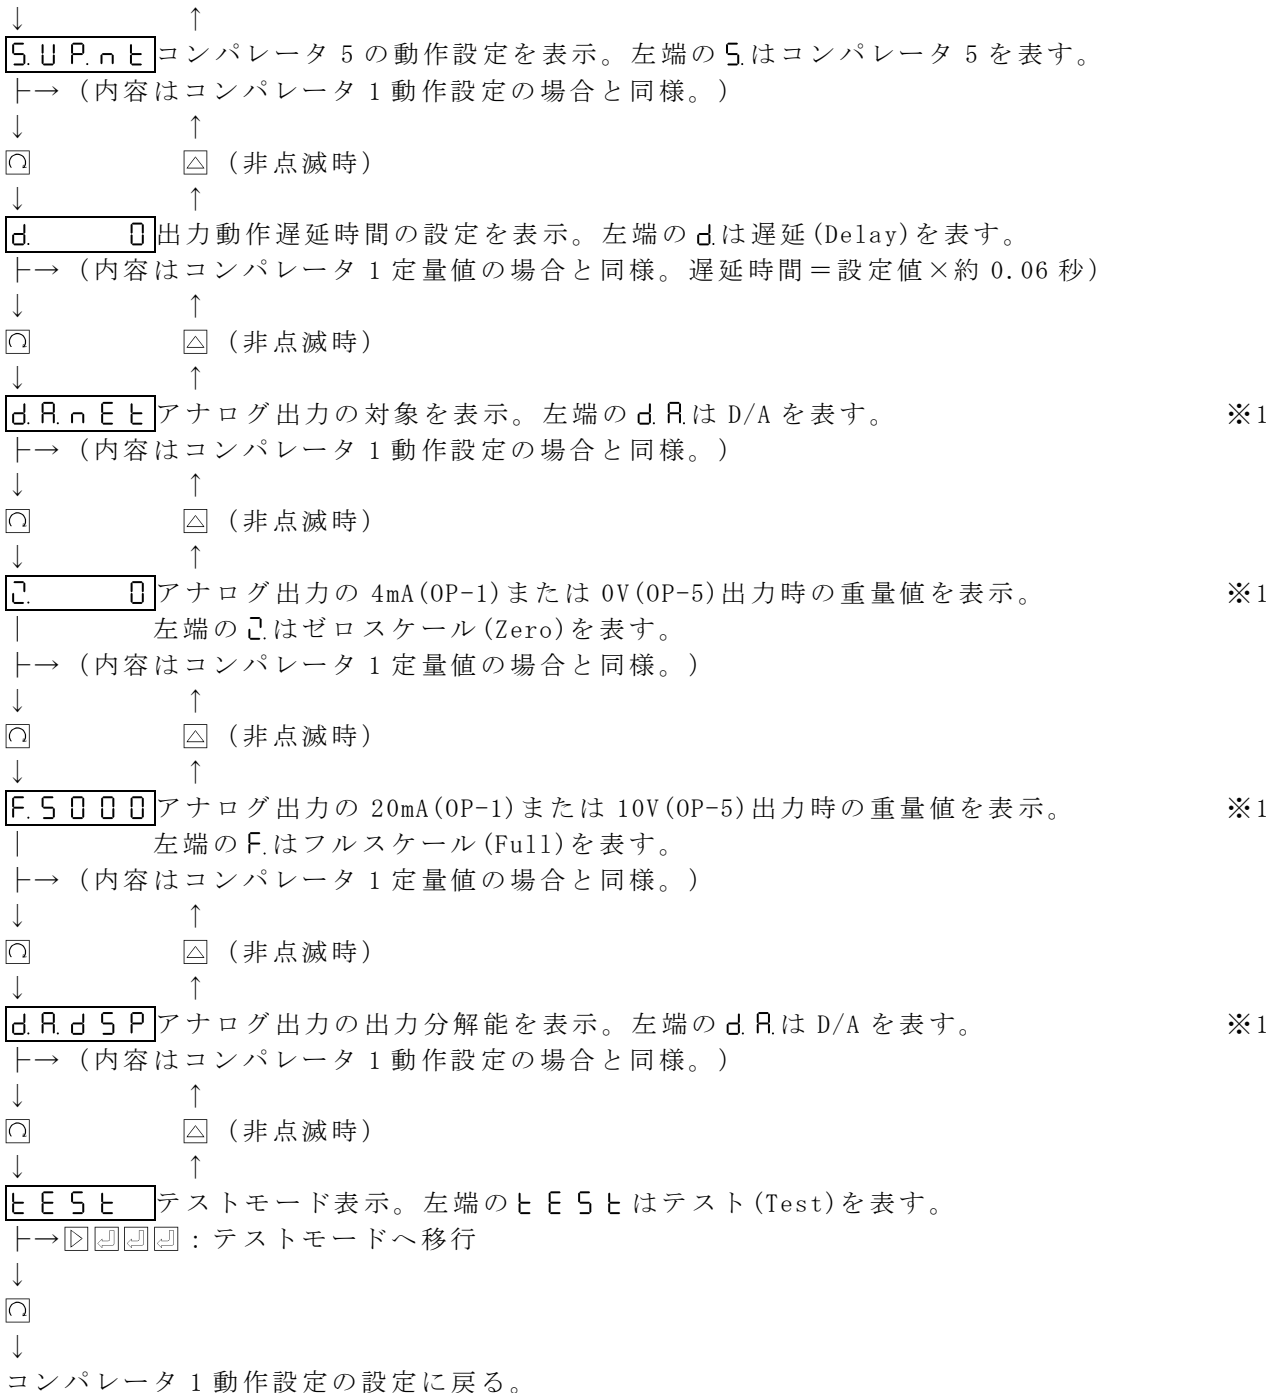 ↓ ↑
5.UP.nt コンパレータ5の動作設定を表示。左端の5.はコンパレータ5を表す。
├→(内容はコンパレータ1動作設定の場合と同様。)
↓ ↑
△(非点滅時)
↓ ↑
d. 0 出力動作遅延時間の設定を表示。左端のd.は遅延(Delay)を表す。
├→(内容はコンパレータ1定量値の場合と同様。遅延時間=設定値×約0.06秒)
↓ ↑
△(非点滅時)
↓ ↑
d.A.nEt アナログ出力の対象を表示。左端のd.A.はD/Aを表す。 ※1
├→(内容はコンパレータ1動作設定の場合と同様。)
↓ ↑
△(非点滅時)
↓ ↑
Z. 0 アナログ出力の4mA(OP-1)または0V(OP-5)出力時の重量値を表示。 ※1
│ 左端のZ.はゼロスケール(Zero)を表す。
├→(内容はコンパレータ1定量値の場合と同様。)
↓ ↑
△(非点滅時)
↓ ↑
F.5000 アナログ出力の20mA(OP-1)または10V(OP-5)出力時の重量値を表示。 ※1
│ 左端のF.はフルスケール(Full)を表す。
├→(内容はコンパレータ1定量値の場合と同様。)
↓ ↑
△(非点滅時)
↓ ↑
d.A.dSP アナログ出力の出力分解能を表示。左端のd.A.はD/Aを表す。 ※1
├→(内容はコンパレータ1動作設定の場合と同様。)
↓ ↑
△(非点滅時)
↓ ↑
tESt テストモード表示。左端のtEStはテスト(Test)を表す。
├→▷↵↵↵:テストモードへ移行
↓
↓
コンパレータ1動作設定の設定に戻る。